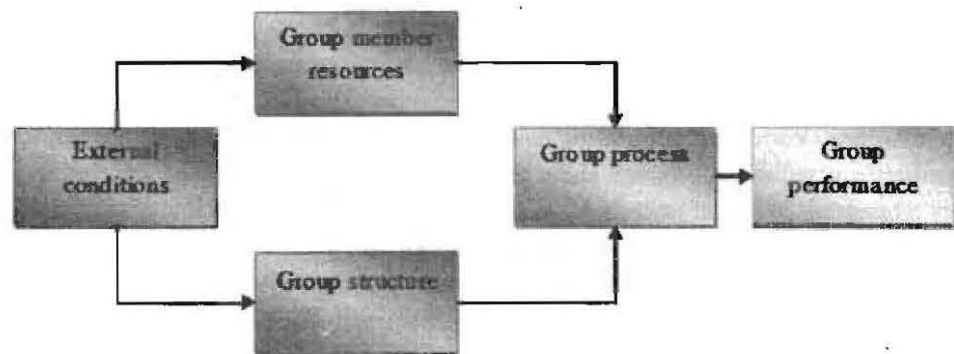 Group member
resources
External
conditions
Group process
Group
performance
Group structure